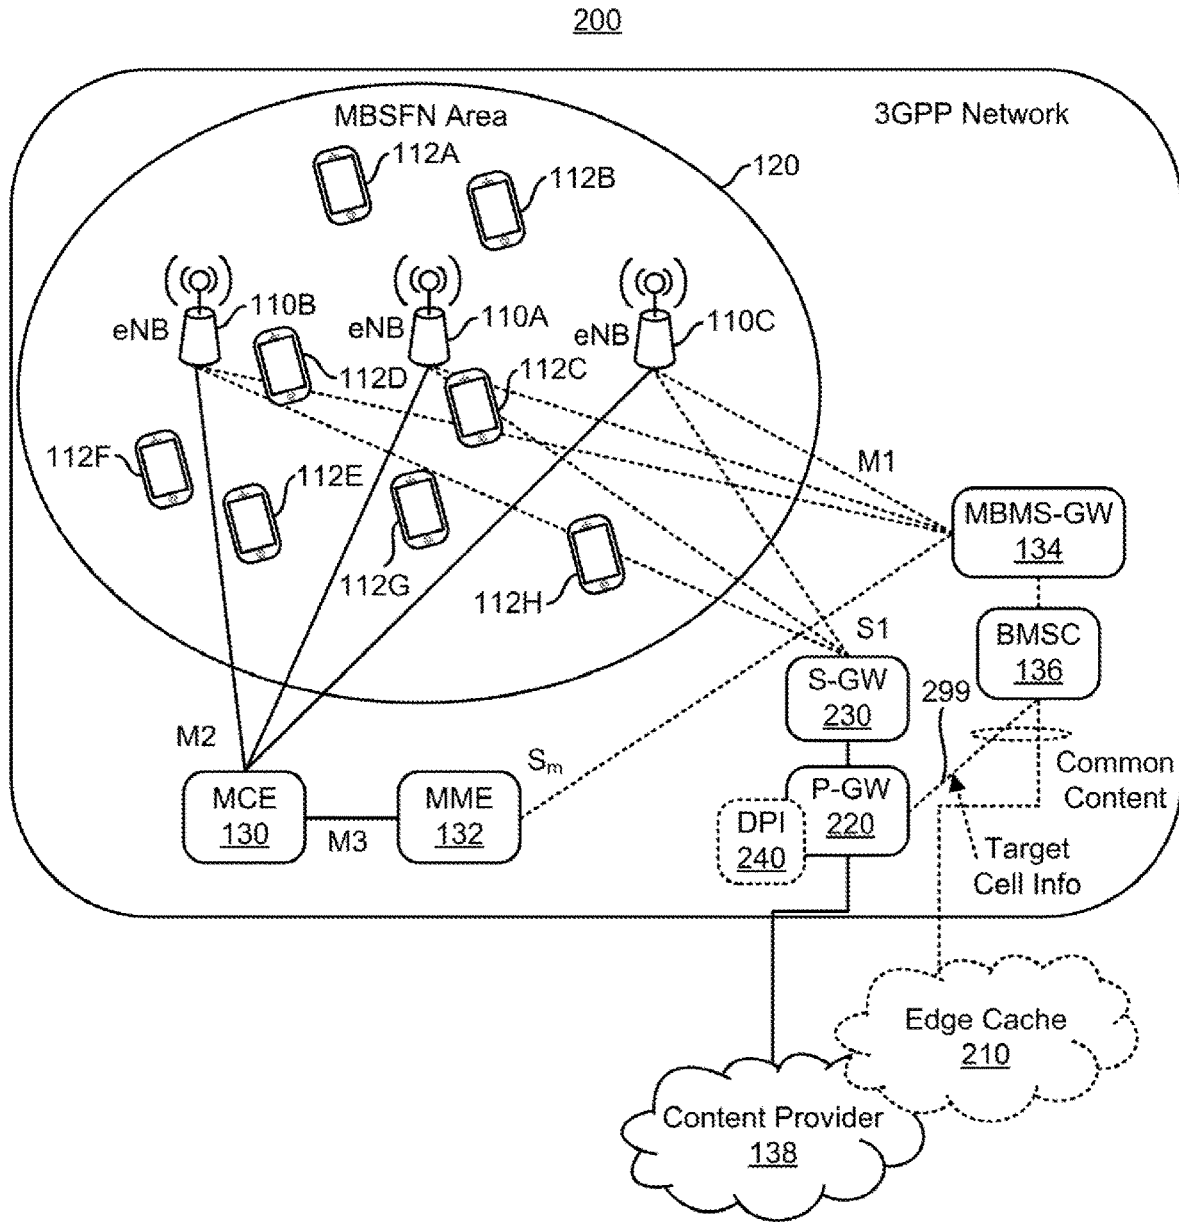 200
MBSFN Area
3GPP Network
112A
112B
120
110B
eNB
110A
eNB
110C
eNB
112D
112C
112F
112E
112G
112H
M1
MBMS-GW
134
S1
BMSC
136
S-GW
230
299
M2
Sm
Common
Content
MCE
130
M3
MME
132
P-GW
220
DPI
240
Target
Cell Info
Edge Cache
210
Content Provider
138